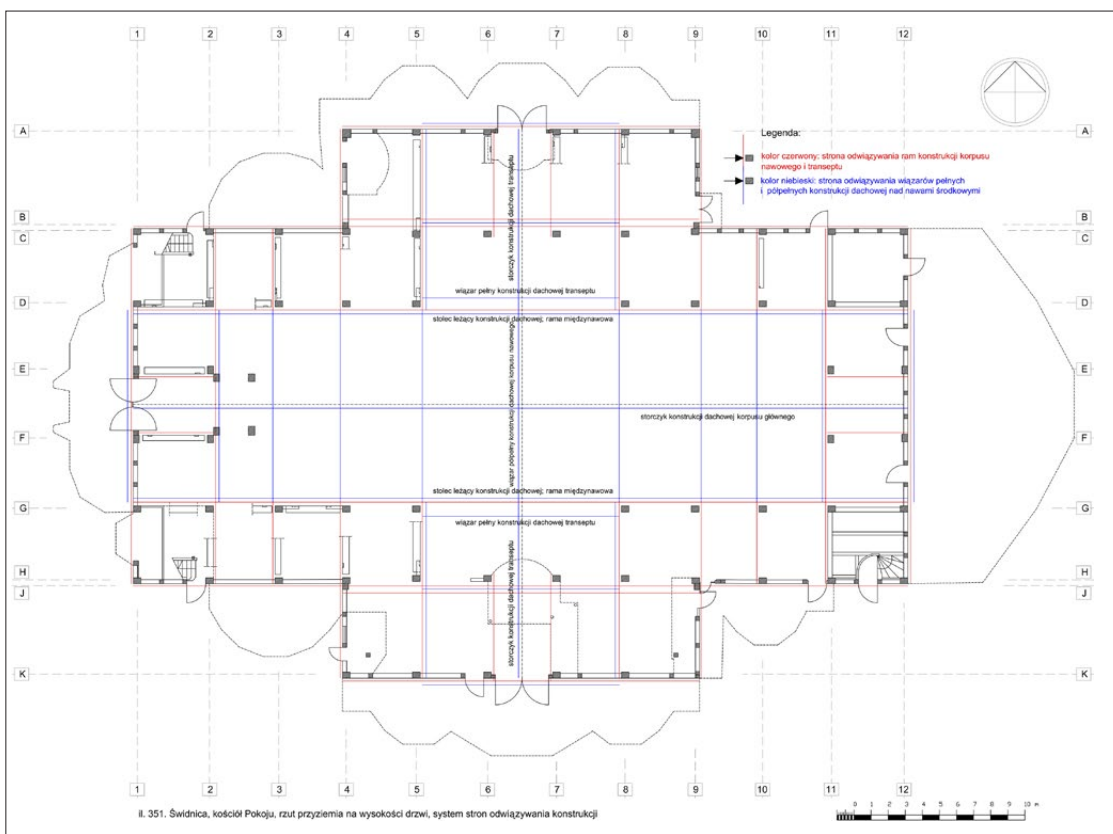 1 2 3 4 5 6 7 8 9 10 11 12
A A
Legenda:
kolor czerwony: strona odwiązywania ram konstrukcji korpusu
nawowego i transeptu
kolor niebieski: strona odwiązywania wiązarów pełnych
i półpełnych konstrukcji dachowej nad nawami środkowymi
storczyk konstrukcji dachowej transeptu
B B
C C
wiązar pełny konstrukcji dachowej transeptu
D D
stolec leżący konstrukcji dachowej; rama międzynawowa
wiązar półpełny konstrukcji dachowej korpusu nawowego
E E
storczyk konstrukcji dachowej korpusu głównego
F F
stolec leżący konstrukcji dachowej; rama międzynawowa
G G
wiązar pełny konstrukcji dachowej transeptu
storczyk konstrukcji dachowej transeptu
H H
J J
K K
1 2 3 4 5 6 7 8 9 10 11 12
il. 351. Świdnica, kościół Pokoju, rzut przyziemia na wysokości drzwi, system stron odwiązywania konstrukcji
0 1 2 3 4 5 6 7 8 9 10 m